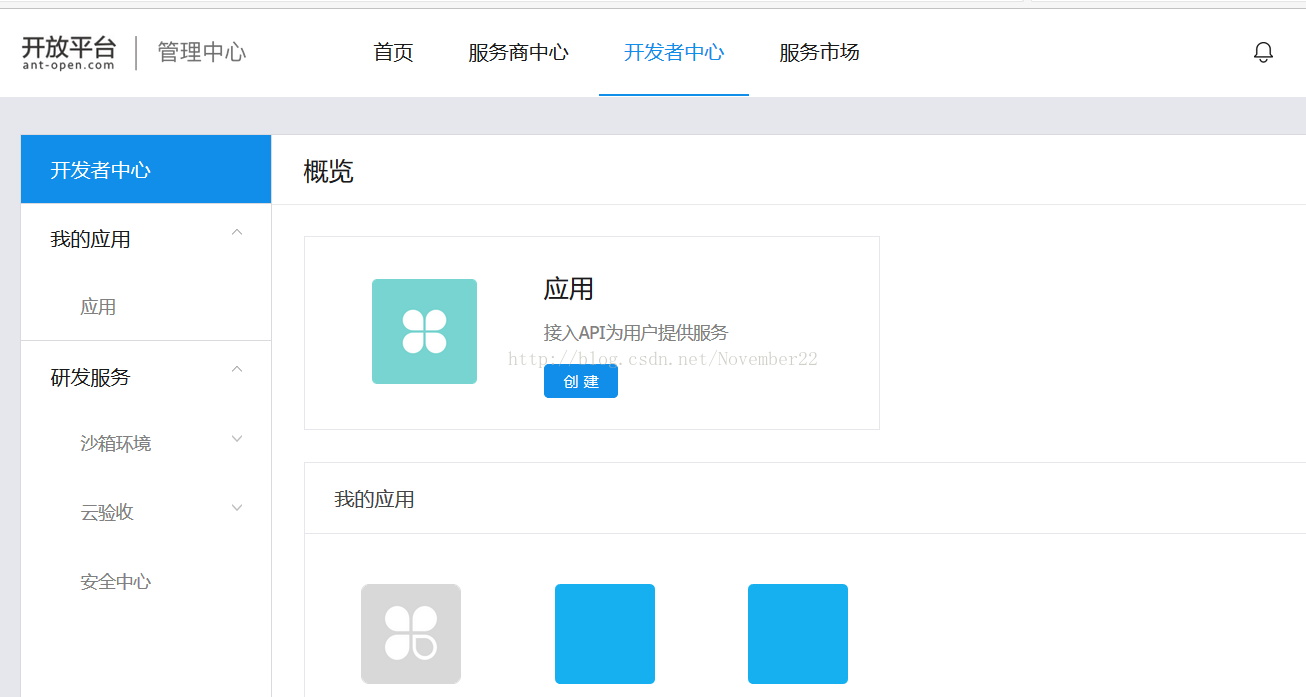 开放平台
ant-open.com
管理中心
首页
服务商中心
开发者中心
服务市场
开发者中心
我的应用
应用
研发服务
沙箱环境
云验收
安全中心
概览
应用
接入API为用户提供服务
http://blog.csdn.net/November22
创 建
我的应用